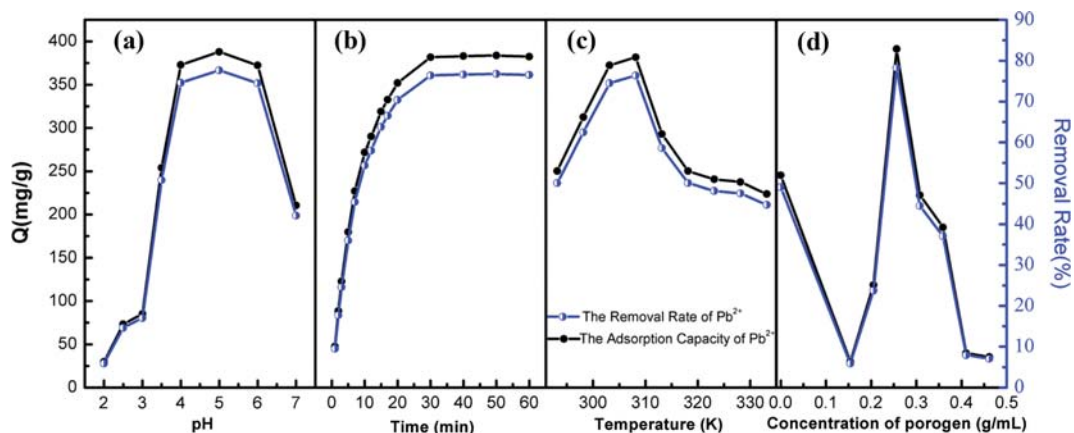 (a) (b) (c) (d)
400
350
300
250
200
150
100
50
0
Q(mg/g)
90
80
70
60
50
40
30
20
10
0
Removal Rate(%)
The Removal Rate of Pb²⁺
The Adsorption Capacity of Pb²⁺
2 3 4 5 6 7
0 10 20 30 40 50 60
300 310 320 330
0.0 0.1 0.2 0.3 0.4 0.5
pH
Time (min)
Temperature (K)
Concentration of porogen (g/mL)